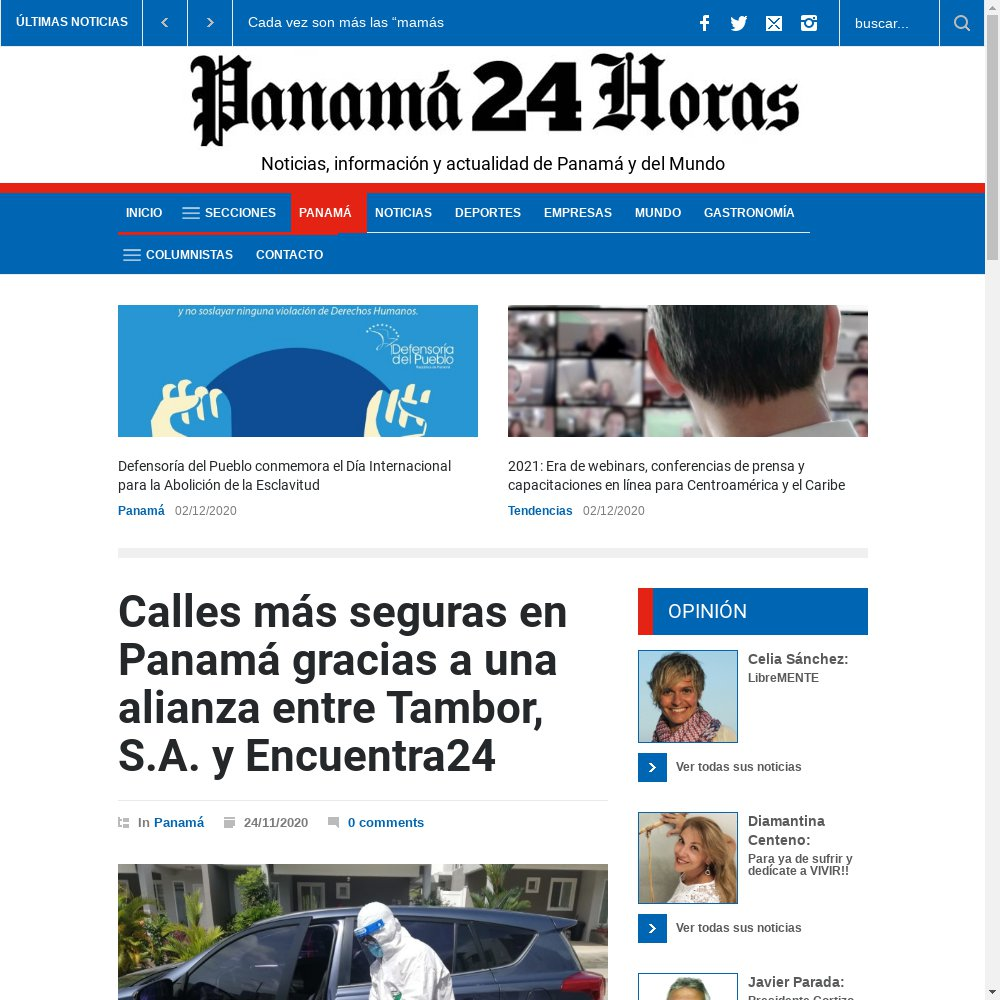 ÚLTIMAS NOTICIAS
Cada vez son más las “mamás
buscar...
Panamá 24 Horas
Noticias, información y actualidad de Panamá y del Mundo
INICIO SECCIONES PANAMÁ NOTICIAS DEPORTES EMPRESAS MUNDO GASTRONOMÍA
COLUMNISTAS CONTACTO
y no soslayar ninguna violación de Derechos Humanos.
Defensoría
del Pueblo
República de Panamá
Defensoría del Pueblo conmemora el Día Internacional
para la Abolición de la Esclavitud
Panamá 02/12/2020
2021: Era de webinars, conferencias de prensa y
capacitaciones en línea para Centroamérica y el Caribe
Tendencias 02/12/2020
Calles más seguras en
Panamá gracias a una
alianza entre Tambor,
S.A. y Encuentra24
In Panamá 24/11/2020 0 comments
OPINIÓN
Celia Sánchez:
LibreMENTE
Ver todas sus noticias
Diamantina
Centeno:
Para ya de sufrir y
dedícate a VIVIR!!
Ver todas sus noticias
Javier Parada:
Presidente Cortizo